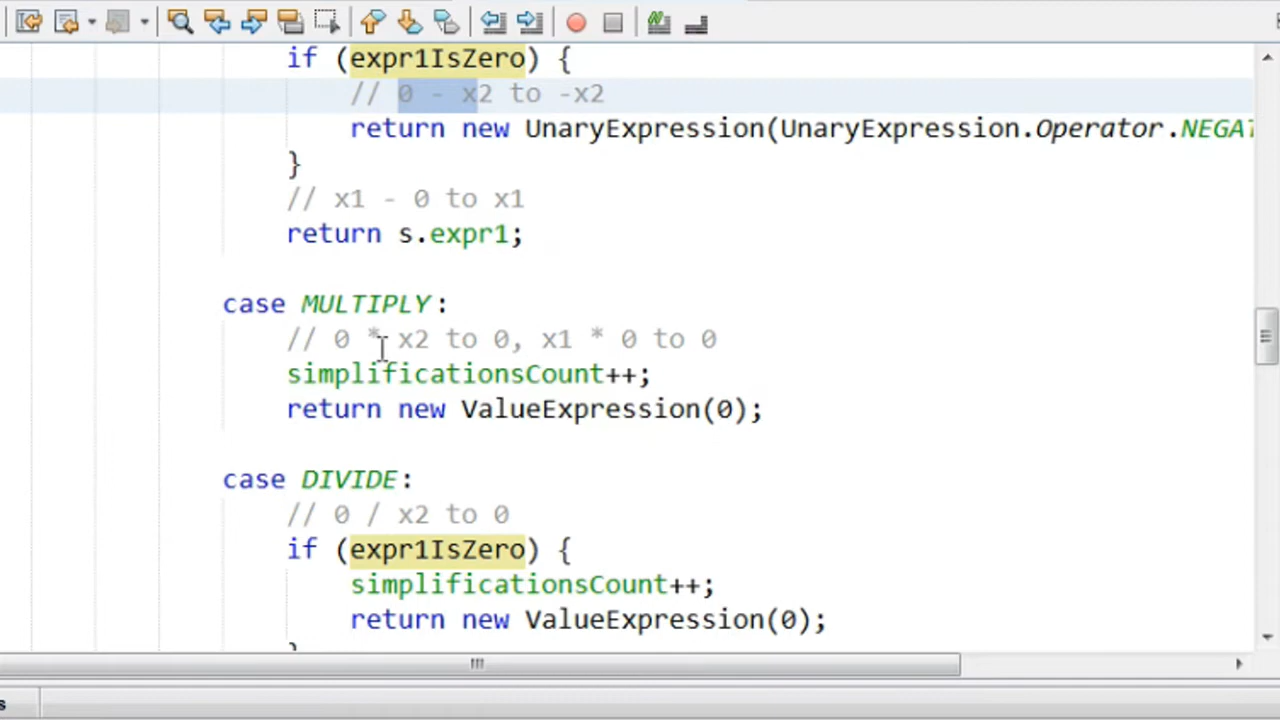 if (expr1IsZero) {
// 0 - x2 to -x2
return new UnaryExpression(UnaryExpression.Operator.NEGAT
}
// x1 - 0 to x1
return s.expr1;
case MULTIPLY:
// 0 * x2 to 0, x1 * 0 to 0
simplificationsCount++;
return new ValueExpression(0);
case DIVIDE:
// 0 / x2 to 0
if (expr1IsZero) {
simplificationsCount++;
return new ValueExpression(0);
}
s